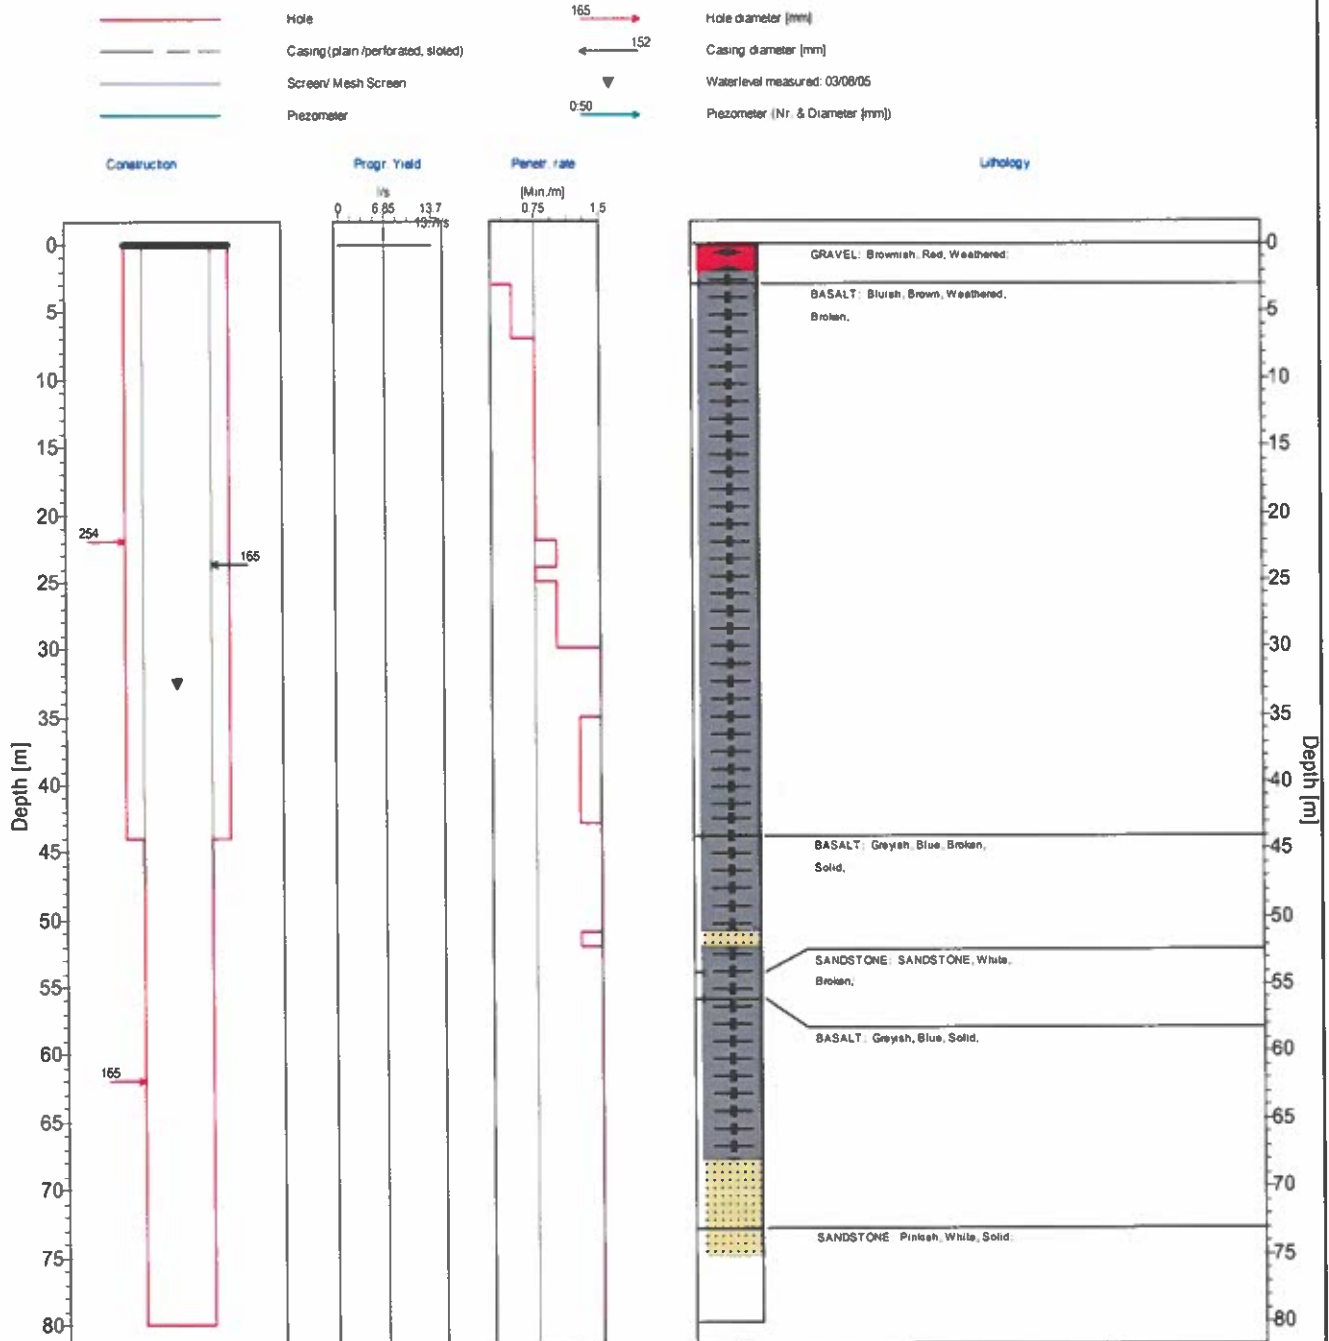 Hole
165
Hole diameter [mm]
Casing (plain /perforated, sloted)
152
Casing diameter [mm]
Screen/ Mesh Screen
Waterlevel measured: 03/08/05
Piezometer
0:50
Piezometer (Nr. & Diameter [mm])
Construction
Progr. Yield
Penetr. rate
Lithology
l/s
[Min./m]
0 6.85 13.7
0.75 1.5
13.7l/s
0
5
10
15
20
25
30
35
40
45
50
55
60
65
70
75
80
Depth [m]
254
165
165
GRAVEL: Brownish, Red, Weathered;
BASALT: Bluish, Brown, Weathered,
Broken,
BASALT: Greyish, Blue, Broken,
Solid,
SANDSTONE: SANDSTONE, White,
Broken,
BASALT: Greyish, Blue, Solid,
SANDSTONE Pinkish, White, Solid;
0
5
10
15
20
25
30
35
40
45
50
55
60
65
70
75
80
Depth [m]